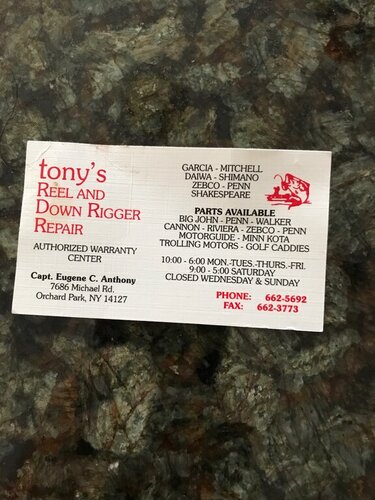 tony's
REEL AND
DOWN RIGGER
REPAIR
AUTHORIZED WARRANTY
CENTER
Capt. Eugene C. Anthony
7686 Michael Rd.
Orchard Park, NY 14127
GARCIA - MITCHELL
DAIWA - SHIMANO
ZEBCO - PENN
SHAKESPEARE
PARTS AVAILABLE
BIG JOHN - PENN - WALKER
CANNON - RIVIERA - ZEBCO - PENN
MOTORGUIDE - MINN KOTA
TROLLING MOTORS - GOLF CADDIES
10:00 - 6:00 MON.-TUES.-THURS.-FRI.
9:00 - 5:00 SATURDAY
CLOSED WEDNESDAY & SUNDAY
PHONE: 662-5692
FAX: 662-3773